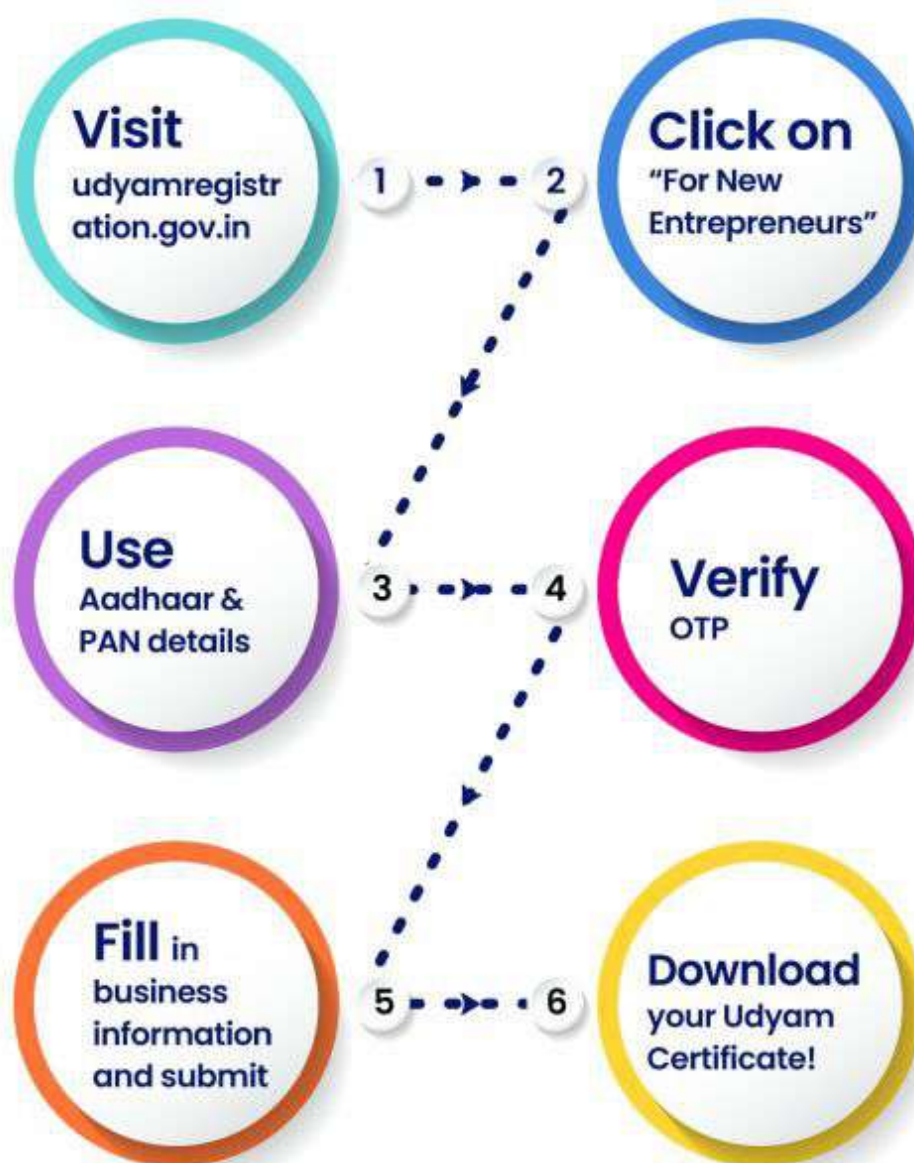 Visit
udyamregistr
ation.gov.in
1
2
Click on
“For New
Entrepreneurs”
Use
Aadhaar &
PAN details
3
4
Verify
OTP
Fill in
business
information
and submit
5
6
Download
your Udyam
Certificate!